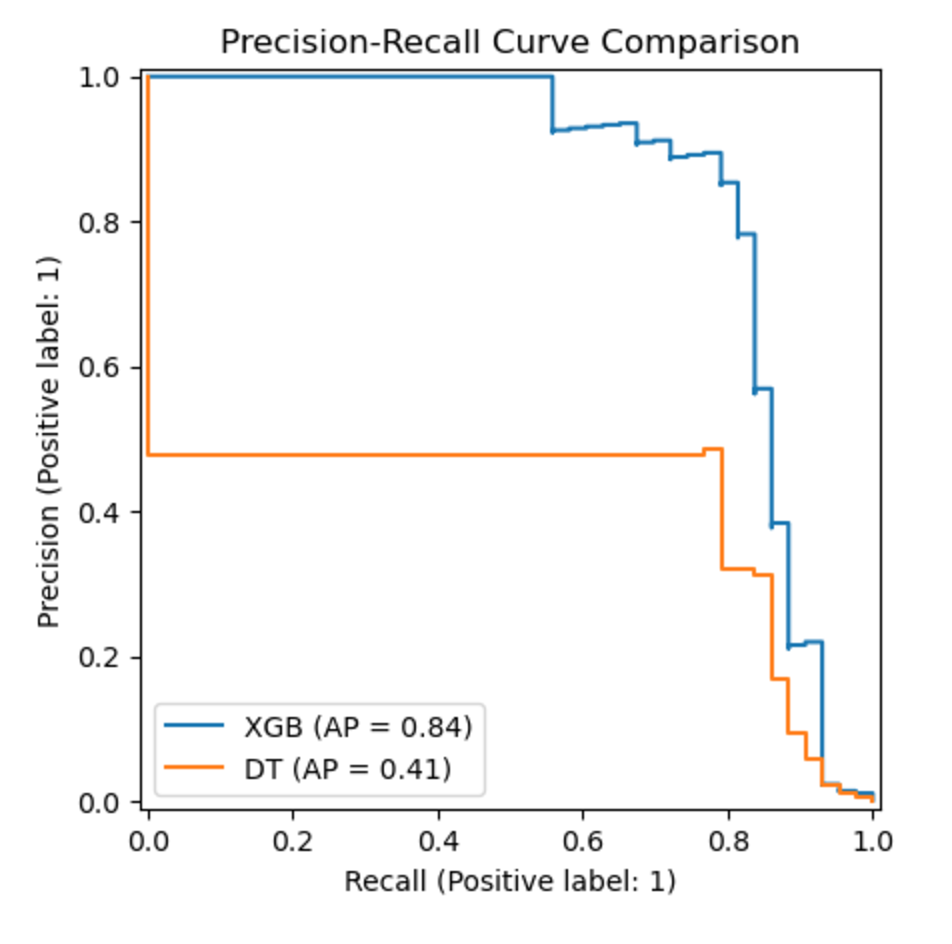 Precision-Recall Curve Comparison
1.0
0.8
0.6
0.4
0.2
0.0
Precision (Positive label: 1)
XGB (AP = 0.84)
DT (AP = 0.41)
0.0 0.2 0.4 0.6 0.8 1.0
Recall (Positive label: 1)